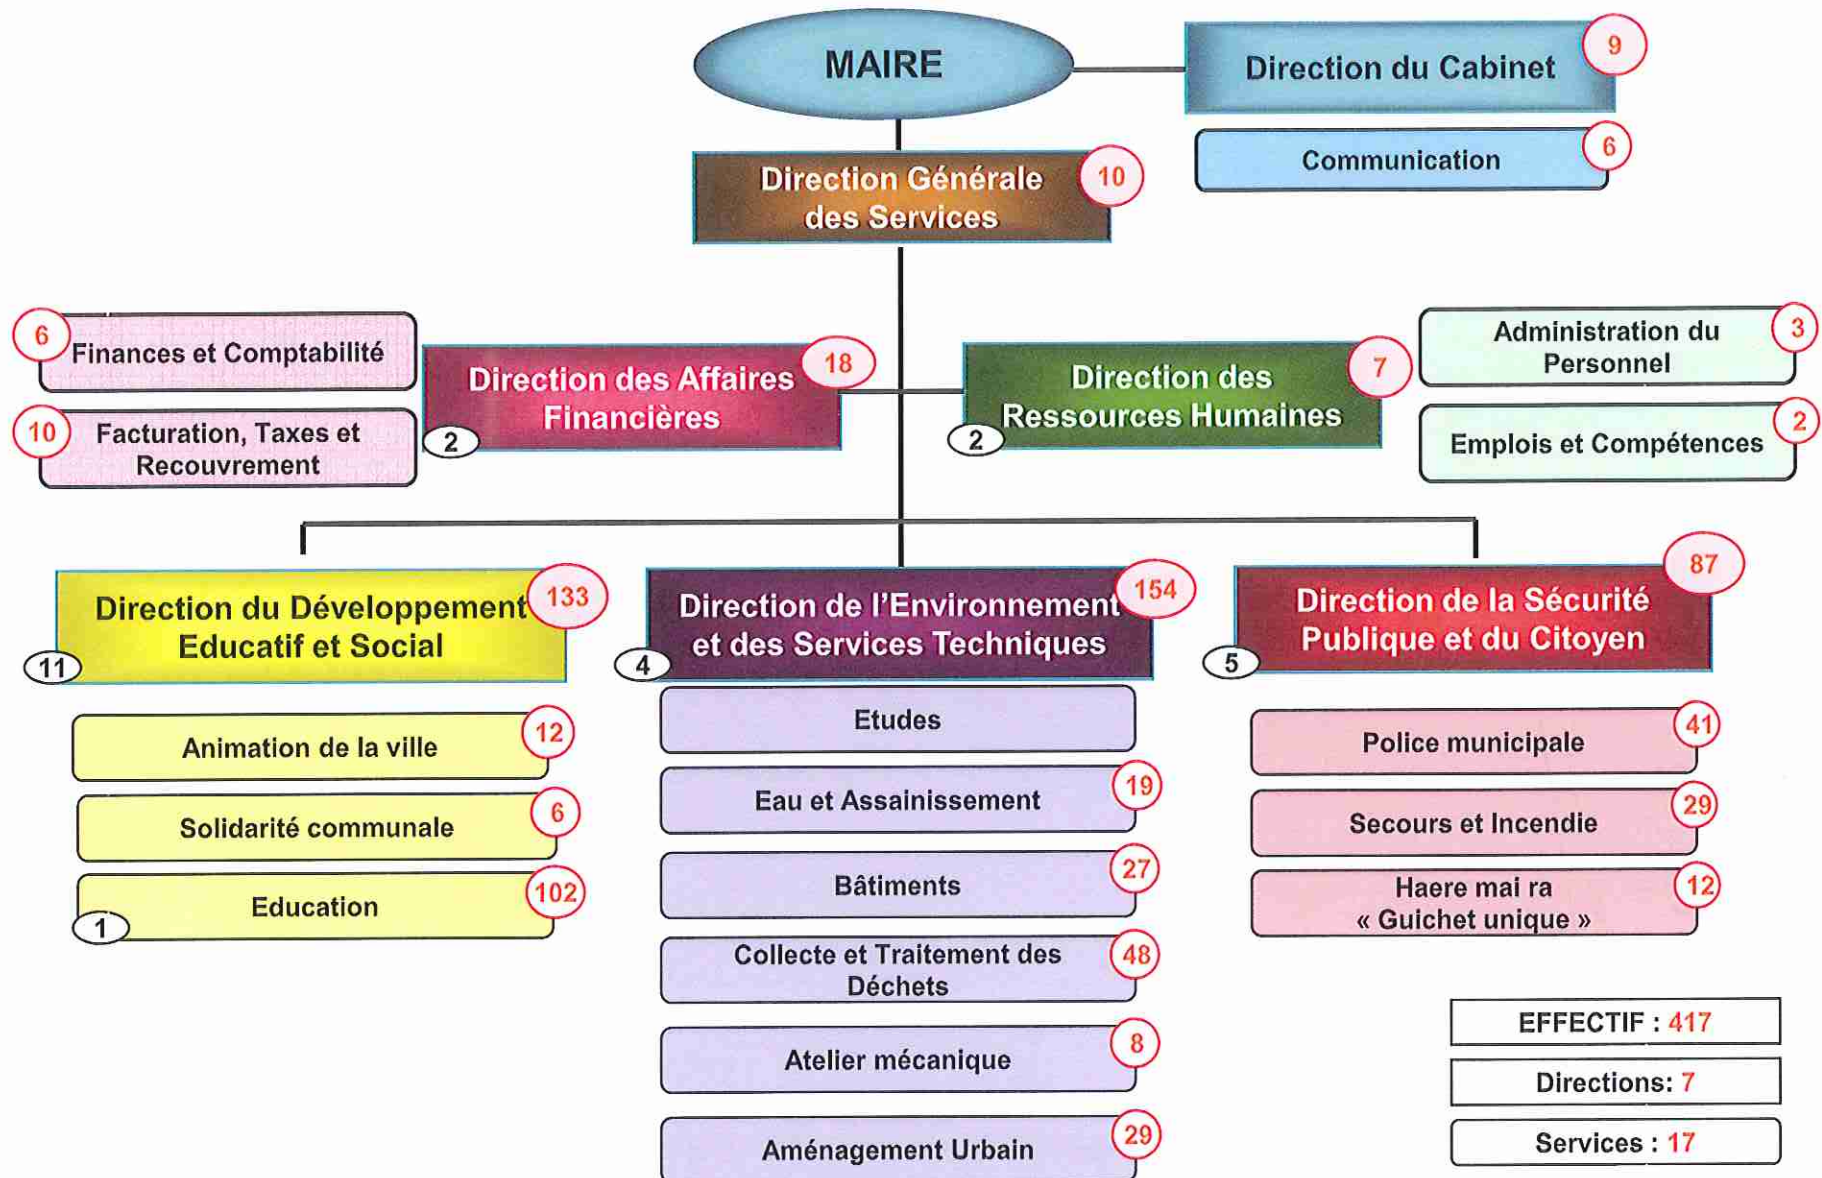 MAIRE
Direction du Cabinet
9
Communication
6
Direction Générale
des Services
10
6
Finances et Comptabilité
10
Facturation, Taxes et
Recouvrement
Direction des Affaires
Financières
18
2
Direction des
Ressources Humaines
7
2
Administration du
Personnel
3
Emplois et Compétences
2
Direction du Développement
Educatif et Social
133
11
Animation de la ville
12
Solidarité communale
6
Education
102
1
Direction de l'Environnement
et des Services Techniques
154
4
Etudes
Eau et Assainissement
19
Bâtiments
27
Collecte et Traitement des
Déchets
48
Atelier mécanique
8
Aménagement Urbain
29
Direction de la Sécurité
Publique et du Citoyen
87
5
Police municipale
41
Secours et Incendie
29
Haere mai ra
« Guichet unique »
12
EFFECTIF : 417
Directions: 7
Services : 17